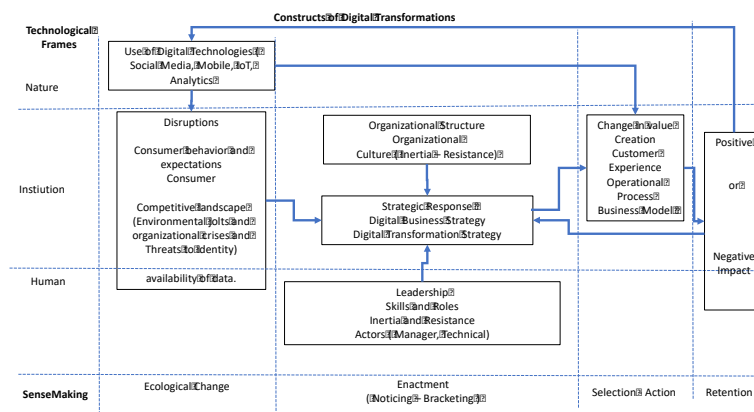 Constructs of Digital Transformations
Technological
Frames
Nature
Use of Digital Technologies (
Social Media, Mobile, IoT,
Analytics
Instiution
Disruptions
Consumer behavior and
expectations
Consumer
Competitive landscape
(Environmental jolts and
organizational crises and
Threats to Identity)
availability of data.
Organizational Structure
Organizational
Culture (Inertia – Resistance)
Strategic Response
Digital Business Strategy
Digital Transformation Strategy
Change in value
Creation
Customer
Experience
Operational
Process
Business Model
Positive
or
Negative
Impact
Human
Leadership
Skills and Roles
Inertia and Resistance
Actors ( Manager, Technical)
SenseMaking
Ecological Change
Enactment
( Noticing – Bracketing )
Selection Action
Retention